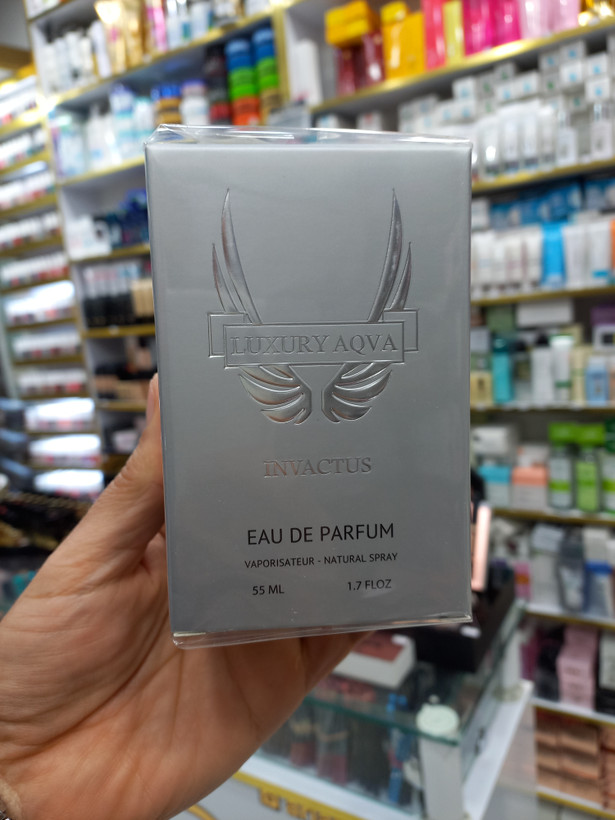 LUXURY AQVA
INVACTUS
EAU DE PARFUM
VAPORISATEUR - NATURAL SPRAY
55 ML 1.7 FLOZ